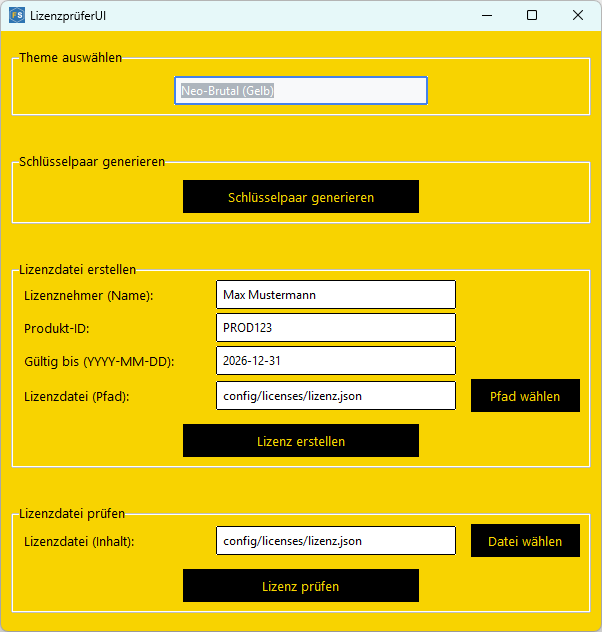 FS LizenzprüferUI
Theme auswählen
Neo-Brutal (Gelb)
Schlüsselpaar generieren
Schlüsselpaar generieren
Lizenzdatei erstellen
Lizenznehmer (Name): Max Mustermann
Produkt-ID: PROD123
Gültig bis (YYYY-MM-DD): 2026-12-31
Lizenzdatei (Pfad): config/licenses/lizenz.json Pfad wählen
Lizenz erstellen
Lizenzdatei prüfen
Lizenzdatei (Inhalt): config/licenses/lizenz.json Datei wählen
Lizenz prüfen